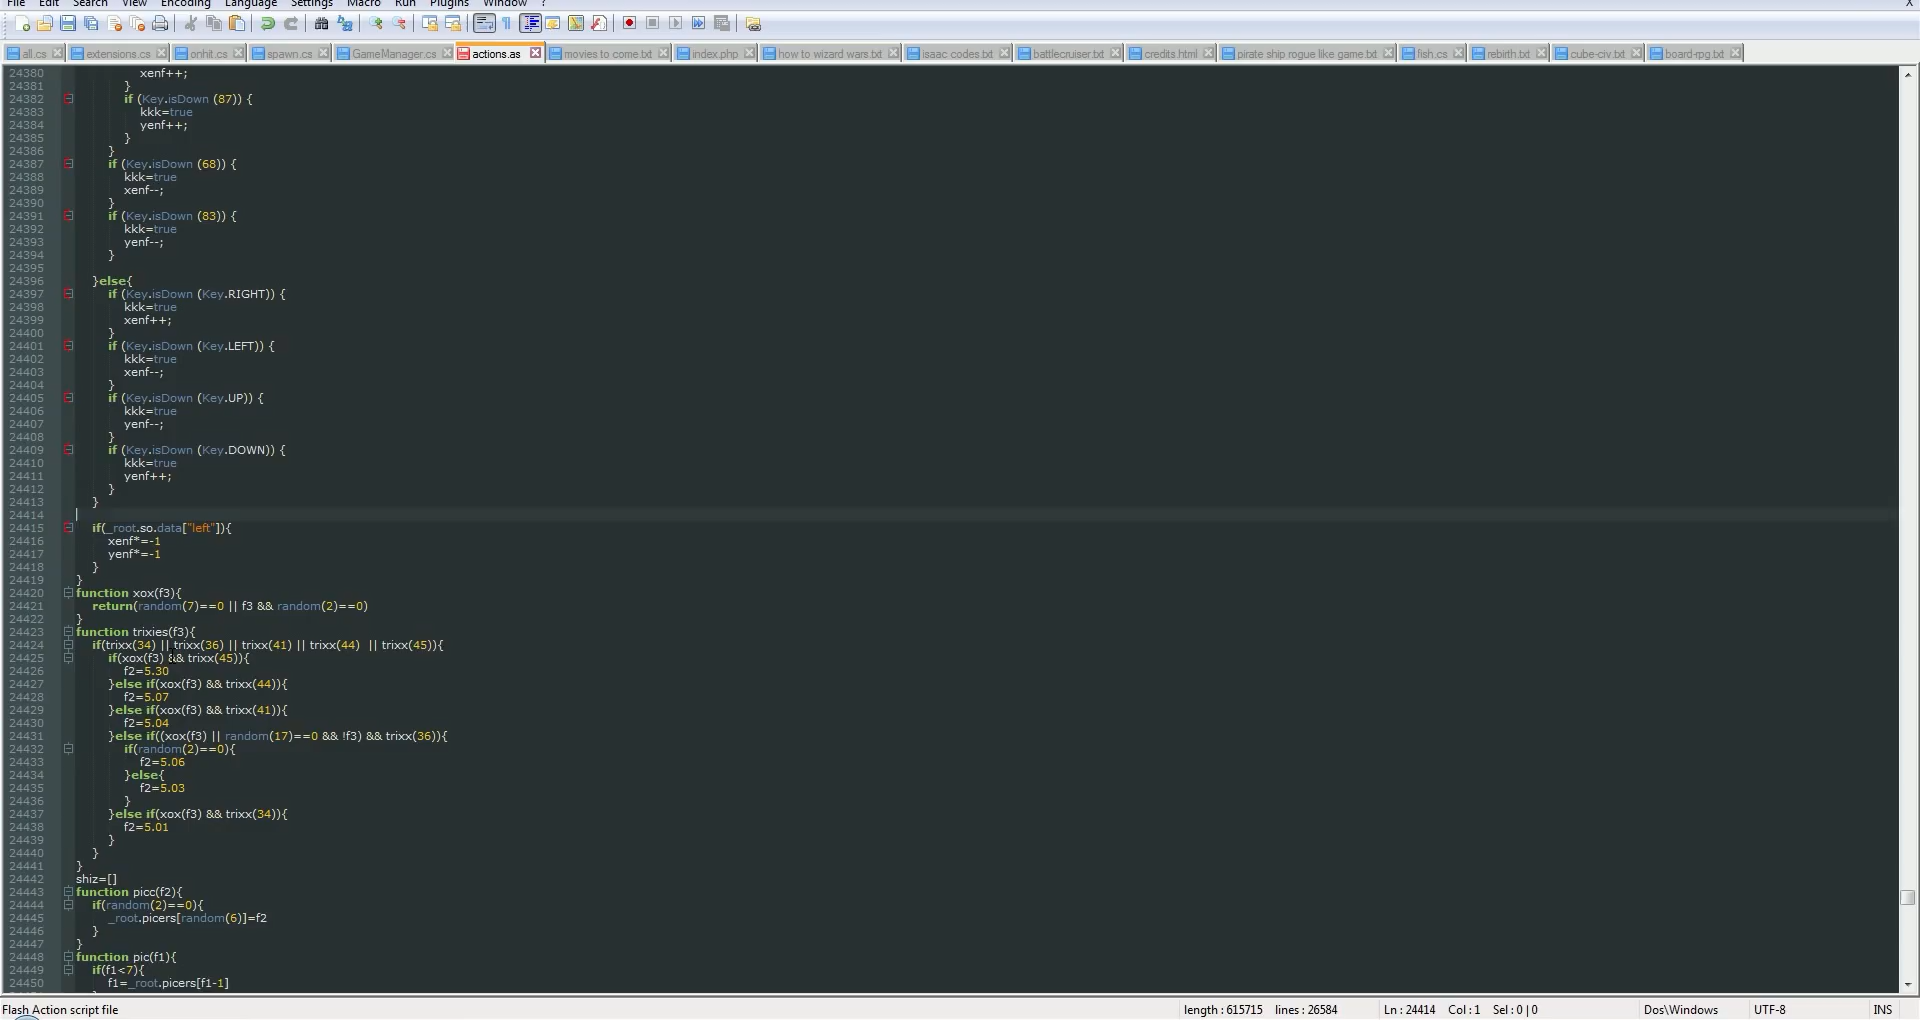 File Edit Search View Encoding Language Settings Macro Run Plugins Window ? X
all.cs extensions.cs onhit.cs spawn.cs GameManager.cs actions.as movies to come.txt index.php how to wizard wars.txt isaac codes.txt battlecruiser.txt credits.html pirate ship rogue like game.txt fish.cs rebirth.txt cube-civ.txt board-rpg.txt
24380 xenf++;
24381 }
24382 if (Key.isDown (87)) {
24383 kkk=true
24384 yenf++;
24385 }
24386 }
24387 if (Key.isDown (68)) {
24388 kkk=true
24389 xenf--;
24390 }
24391 if (Key.isDown (83)) {
24392 kkk=true
24393 yenf--;
24394 }
24395
24396 }else{
24397 if (Key.isDown (Key.RIGHT)) {
24398 kkk=true
24399 xenf++;
24400 }
24401 if (Key.isDown (Key.LEFT)) {
24402 kkk=true
24403 xenf--;
24404 }
24405 if (Key.isDown (Key.UP)) {
24406 kkk=true
24407 yenf--;
24408 }
24409 if (Key.isDown (Key.DOWN)) {
24410 kkk=true
24411 yenf++;
24412 }
24413 }
24414
24415 if(_root.so.data["left"]){
24416 xenf*=-1
24417 yenf*=-1
24418 }
24419 }
24420 function xox(f3){
24421 return(random(7)==0 || f3 && random(2)==0)
24422 }
24423 function trixies(f3){
24424 if(trixx(34) || trixx(36) || trixx(41) || trixx(44) || trixx(45)){
24425 if(xox(f3) && trixx(45)){
24426 f2=5.30
24427 }else if(xox(f3) && trixx(44)){
24428 f2=5.07
24429 }else if(xox(f3) && trixx(41)){
24430 f2=5.04
24431 }else if((xox(f3) || random(17)==0 && !f3) && trixx(36)){
24432 if(random(2)==0){
24433 f2=5.06
24434 }else{
24435 f2=5.03
24436 }
24437 }else if(xox(f3) && trixx(34)){
24438 f2=5.01
24439 }
24440 }
24441 }
24442 shiz=[]
24443 function picc(f2){
24444 if(random(2)==0){
24445 _root.picers[random(6)]=f2
24446 }
24447 }
24448 function pic(f1){
24449 if(f1<7){
24450 f1=_root.picers[f1-1]
Flash Action script file length : 615715 lines : 26584 Ln : 24414 Col : 1 Sel : 0 | 0 Dos\Windows UTF-8 INS